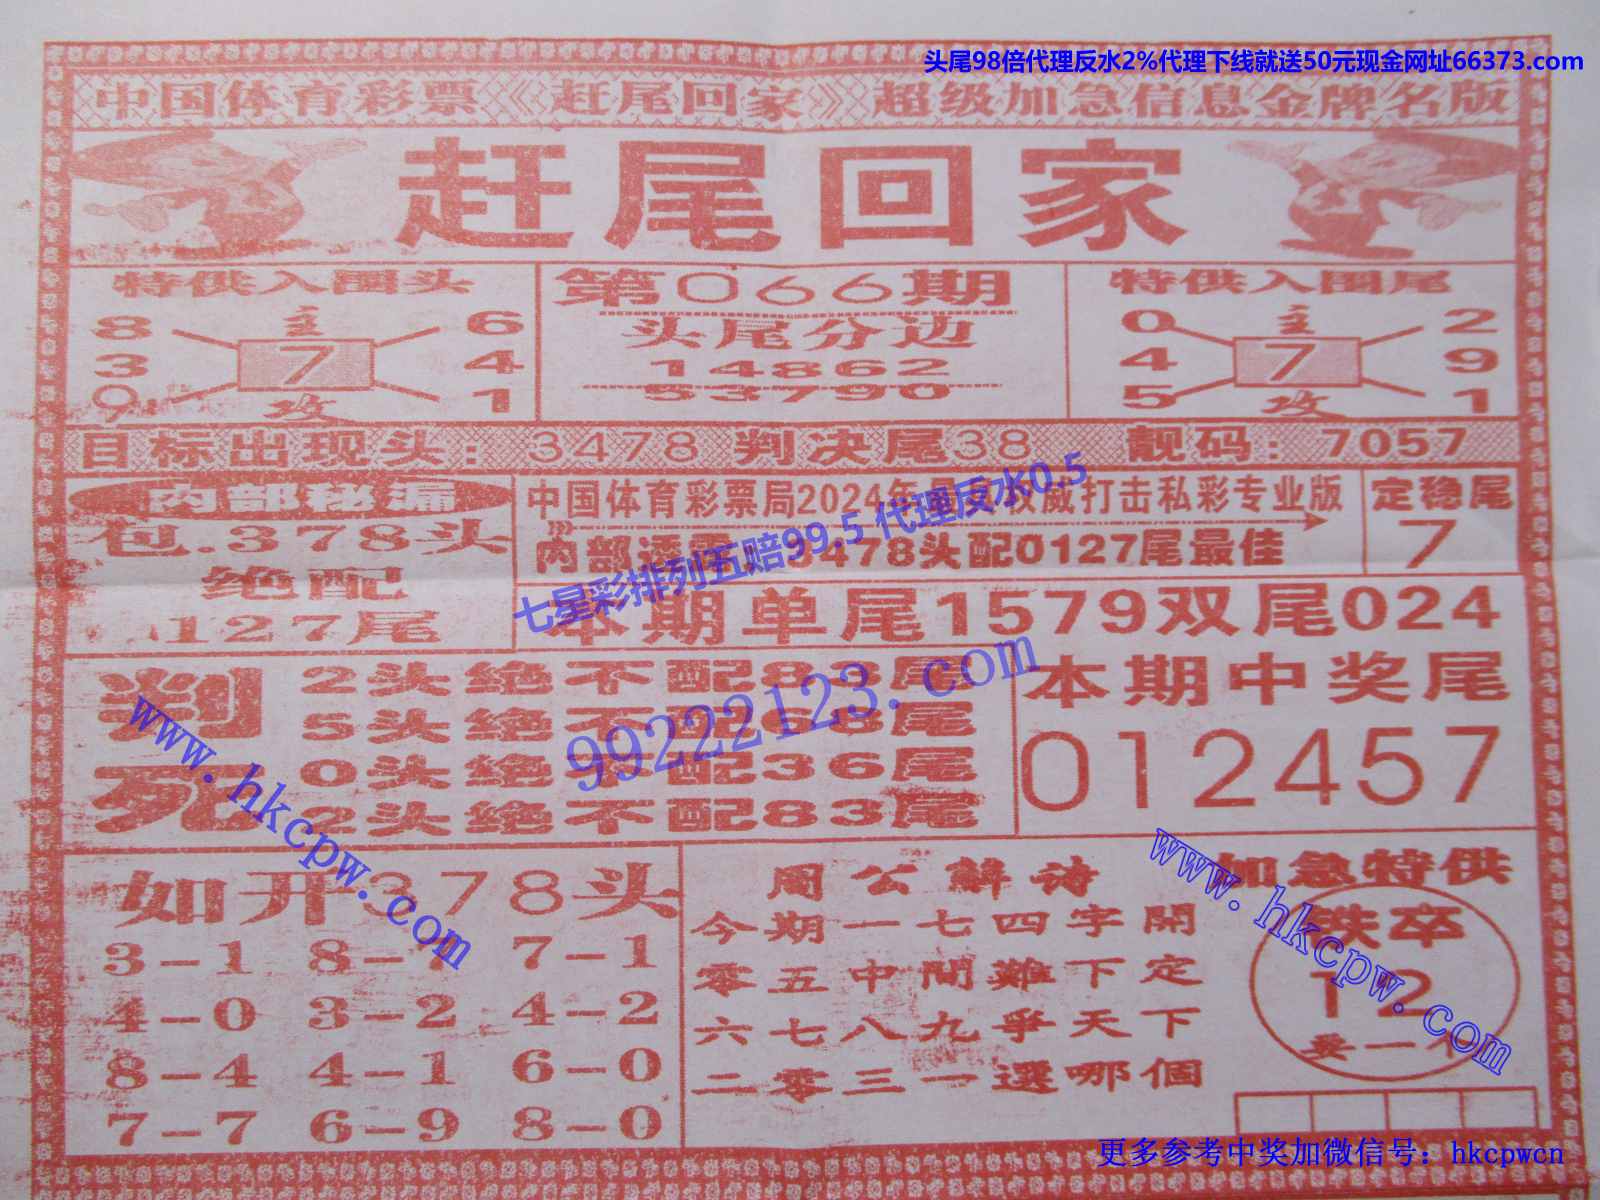 头尾98倍代理反水2%代理下线就送50元现金网址66373.com
中国体育彩票《赶尾回家》超级加急信息金牌名版
赶尾回家
特供入围头
8 主 6
3 7 4
9 攻 1
第066期
头尾分边
14862
53790
特供入围尾
0 主 2
4 7 9
5 攻 1
目标出现头：3478 判决尾38 靓码：7057
内部秘漏
包.378头
绝配
127尾
中国体育彩票局2024年 权威打击私彩专业版
内部透露 478头配0127尾最佳
定稳尾
7
七星彩排列五赔99.5 代理反水0.5
本期单尾1579双尾024
判死
2头绝不配83尾
5头绝不配 尾
0头绝不配36尾
2头绝不配83尾
99222123.com
本期中奖尾
012457
www.hkcpw.com
如开378头
3-1 8-7 7-1
4-0 3-2 4-2
8-4 4-1 6-0
7-7 6-9 8-0
周公解诗
今期一七四字開
零五中間難下定
六七八九爭天下
二零三一選哪個
加急特供
铁卒
12
要一个
www.hkcpw.com
更多参考中奖加微信号：hkcpwcn